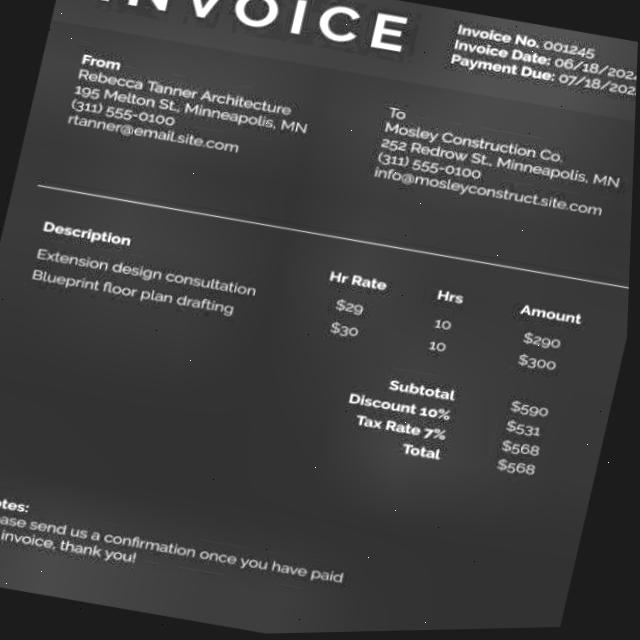 INVOICE
Invoice No. 001245
Invoice Date: 06/18/202
Payment Due: 07/18/202
From
Rebecca Tanner Architecture
195 Melton St., Minneapolis, MN
(311) 555-0100
rtanner@email.site.com
To
Mosley Construction Co.
252 Redrow St., Minneapolis, MN
(311) 555-0100
info@mosleyconstruct.site.com
Description Hr Rate Hrs Amount
Extension design consultation $29 10 $290
Blueprint floor plan drafting $30 10 $300
Subtotal $590
Discount 10% $531
Tax Rate 7% $568
Total $568
otes:
ase send us a confirmation once you have paid
invoice, thank you!